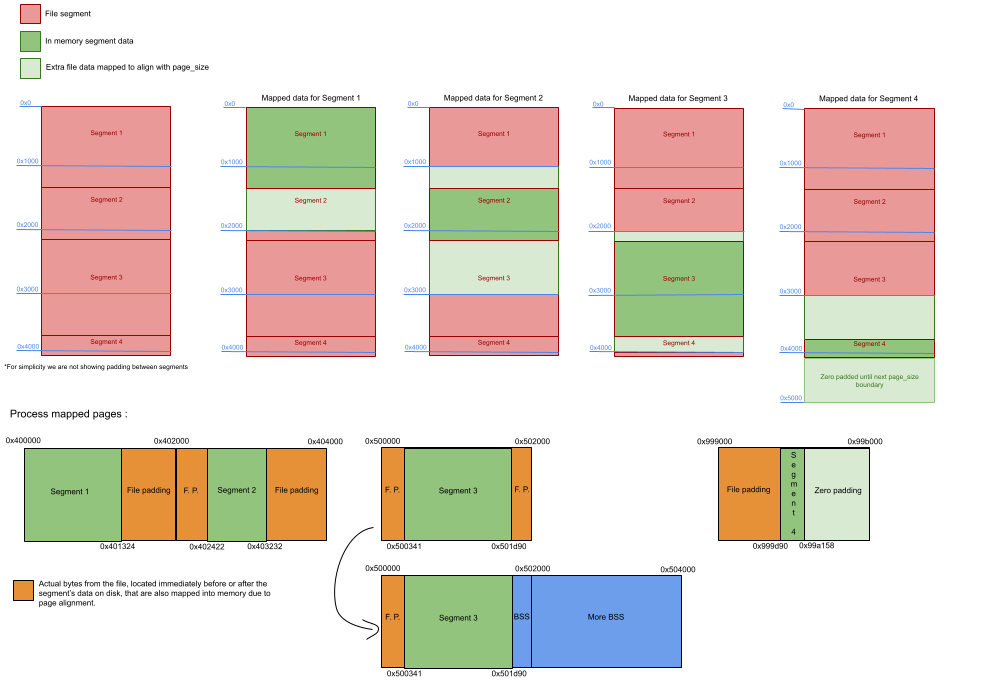 File segment
In memory segment data
Extra file data mapped to align with page_size
0x0
Segment 1
0x1000
Segment 2
0x2000
Segment 3
0x3000
Segment 4
0x4000
*For simplicity we are not showing padding between segments
Mapped data for Segment 1
0x0
Segment 1
0x1000
Segment 2
0x2000
Segment 3
0x3000
Segment 4
0x4000
Mapped data for Segment 2
0x0
Segment 1
0x1000
Segment 2
0x2000
Segment 3
0x3000
Segment 4
0x4000
Mapped data for Segment 3
0x0
Segment 1
0x1000
Segment 2
0x2000
Segment 3
0x3000
Segment 4
0x4000
Mapped data for Segment 4
0x0
Segment 1
0x1000
Segment 2
0x2000
Segment 3
0x3000
Segment 4
0x4000
Zero padded until next page_size
boundary
0x5000
Process mapped pages :
0x400000
0x402000
0x404000
Segment 1
File padding
F. P.
Segment 2
File padding
0x401324
0x402422
0x403232
0x500000
0x502000
F. P.
Segment 3
F. P.
0x500341
0x501d90
0x999000
0x99b000
File padding
Segment 4
Zero padding
0x999d90
0x99a158
Actual bytes from the file, located immediately before or after the
segment's data on disk, that are also mapped into memory due to
page alignment.
0x500000
0x502000
0x504000
F. P.
Segment 3
BSS
More BSS
0x500341
0x501d90